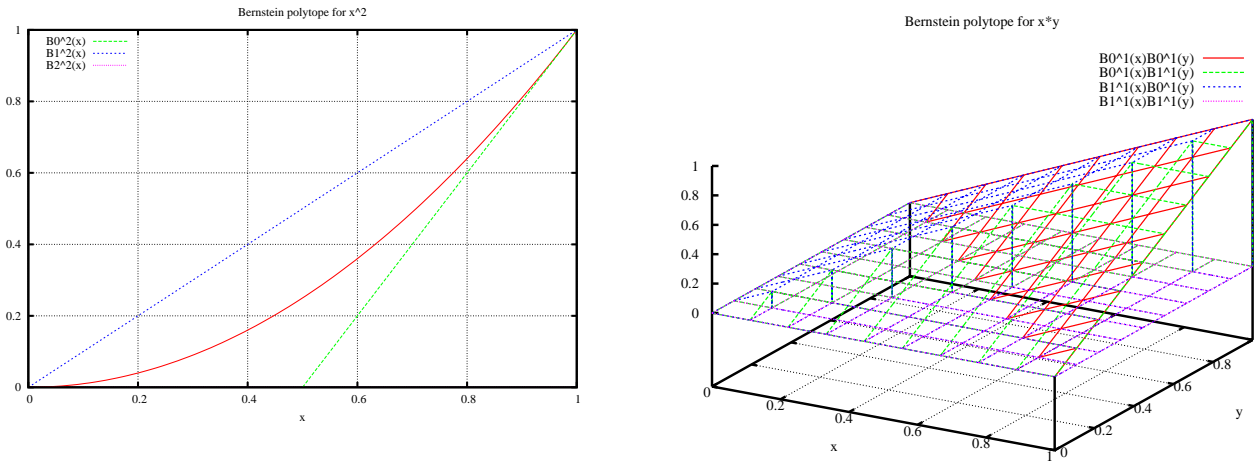 Bernstein polytope for x^2
B0^2(x)
B1^2(x)
B2^2(x)
1
0.8
0.6
0.4
0.2
0
0 0.2 0.4 0.6 0.8 1
x
Bernstein polytope for x*y
B0^1(x)B0^1(y)
B0^1(x)B1^1(y)
B1^1(x)B0^1(y)
B1^1(x)B1^1(y)
1
0.8
0.6
0.4
0.2
0
0 0.2 0.4 0.6 0.8 1
x
0 0.2 0.4 0.6 0.8
y